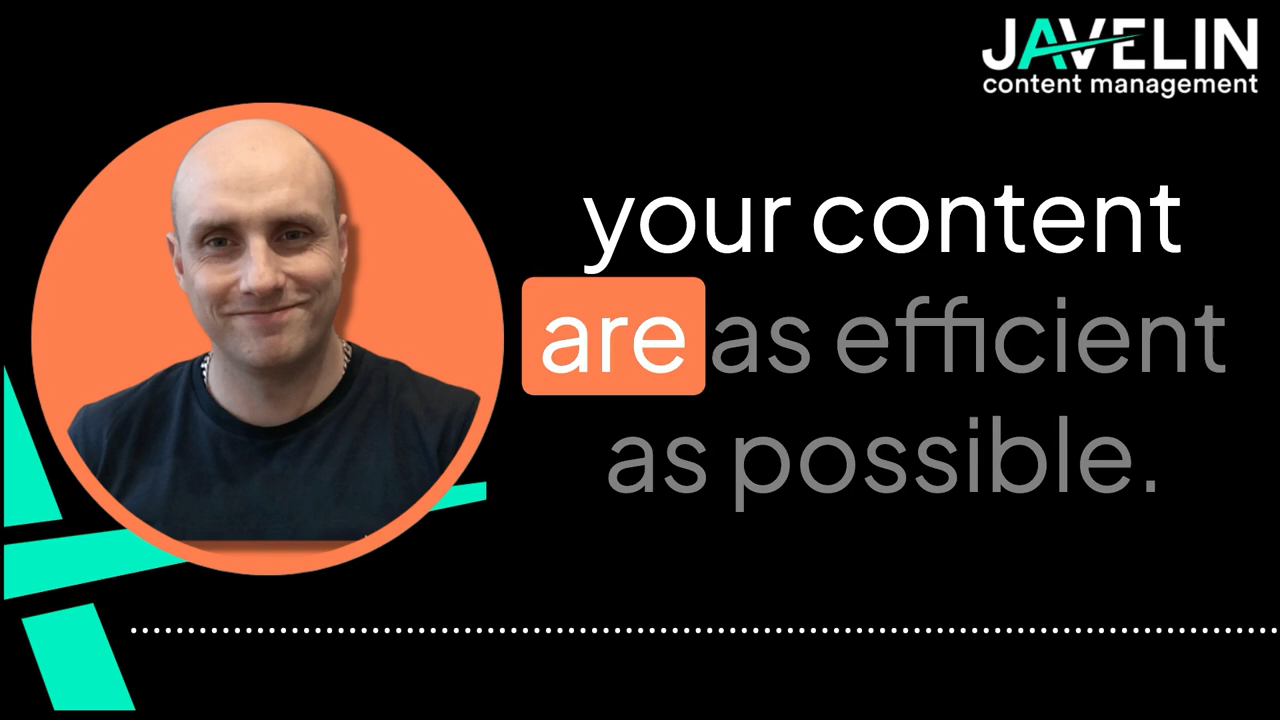 JAVELIN
content management
your content
are as efficient
as possible.